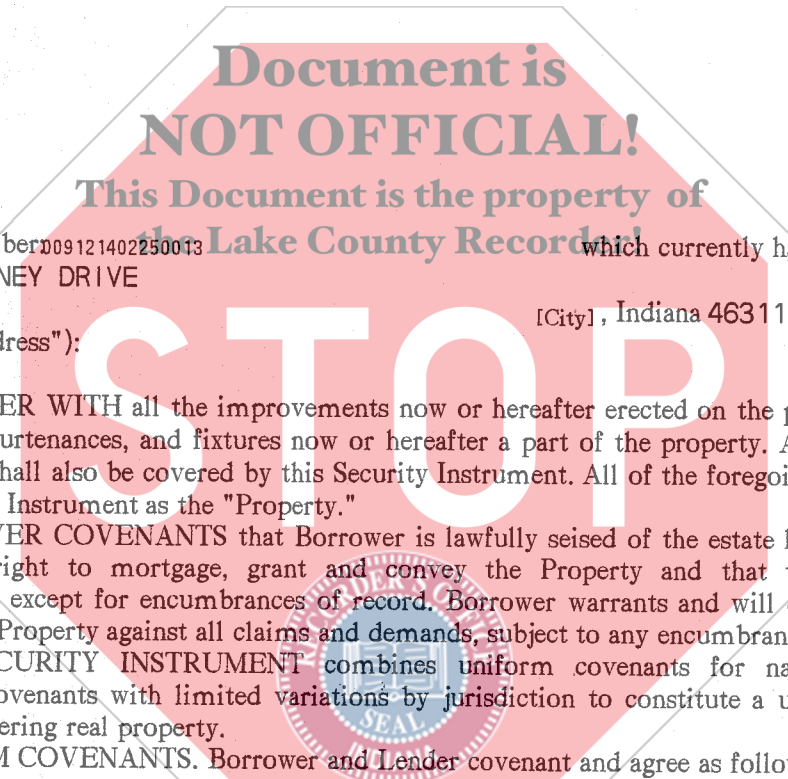 Document is
NOT OFFICIAL!
This Document is the property of
the Lake County Recorder!
ber:009121402250013 which currently ha
NEY DRIVE
[City], Indiana 46311
dress"):
STOP
ER WITH all the improvements now or hereafter erected on the p
urtenances, and fixtures now or hereafter a part of the property. A
hall also be covered by this Security Instrument. All of the foregoi
Instrument as the "Property."
VER COVENANTS that Borrower is lawfully seised of the estate
right to mortgage, grant and convey the Property and that
except for encumbrances of record. Borrower warrants and will
Property against all claims and demands, subject to any encumbran
CURITY INSTRUMENT combines uniform covenants for na
ovenants with limited variations by jurisdiction to constitute a u
ering real property.
M COVENANTS. Borrower and Lender covenant and agree as follow
SEAL